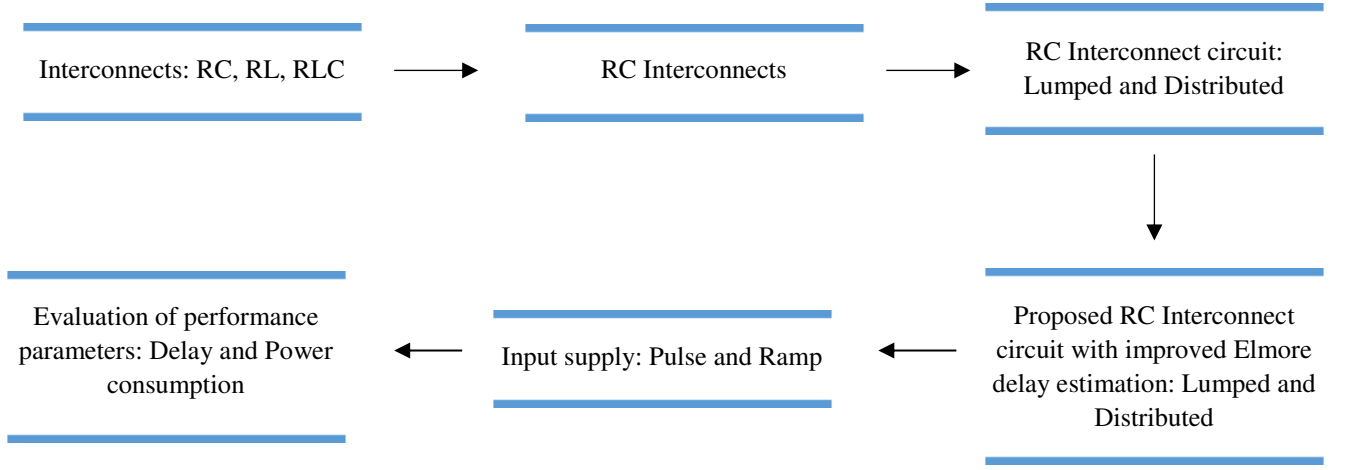 Interconnects: RC, RL, RLC
RC Interconnects
RC Interconnect circuit:
Lumped and Distributed
Proposed RC Interconnect
circuit with improved Elmore
delay estimation: Lumped and
Distributed
Input supply: Pulse and Ramp
Evaluation of performance
parameters: Delay and Power
consumption